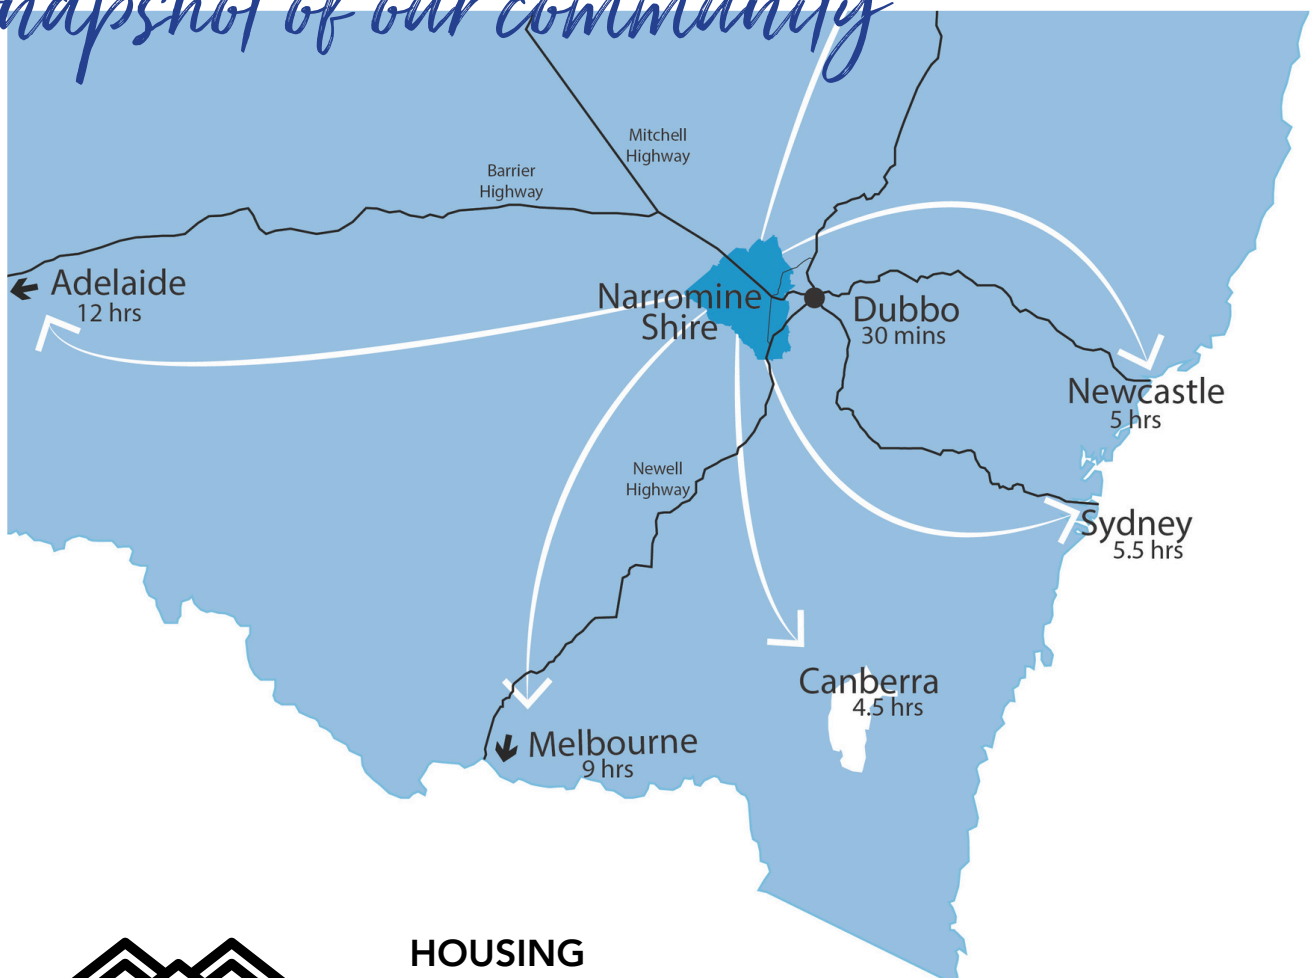 napshot of our community
Mitchell
Highway
Barrier
Highway
Adelaide
12 hrs
Narromine
Shire
Dubbo
30 mins
Newcastle
5 hrs
Newell
Highway
Sydney
5.5 hrs
Canberra
4.5 hrs
Melbourne
9 hrs
HOUSING